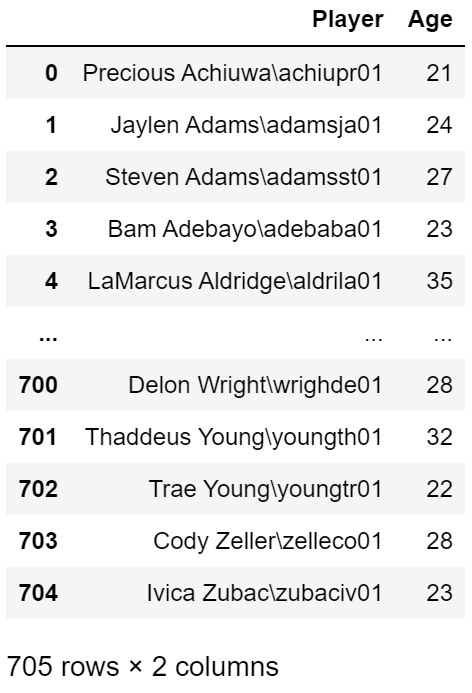 Player Age
0 Precious Achiuwa\achiupr01 21
1 Jaylen Adams\adamsja01 24
2 Steven Adams\adamsst01 27
3 Bam Adebayo\adebaba01 23
4 LaMarcus Aldridge\aldrila01 35
... ... ...
700 Delon Wright\wrighde01 28
701 Thaddeus Young\youngth01 32
702 Trae Young\youngtr01 22
703 Cody Zeller\zelleco01 28
704 Ivica Zubac\zubaciv01 23
705 rows × 2 columns